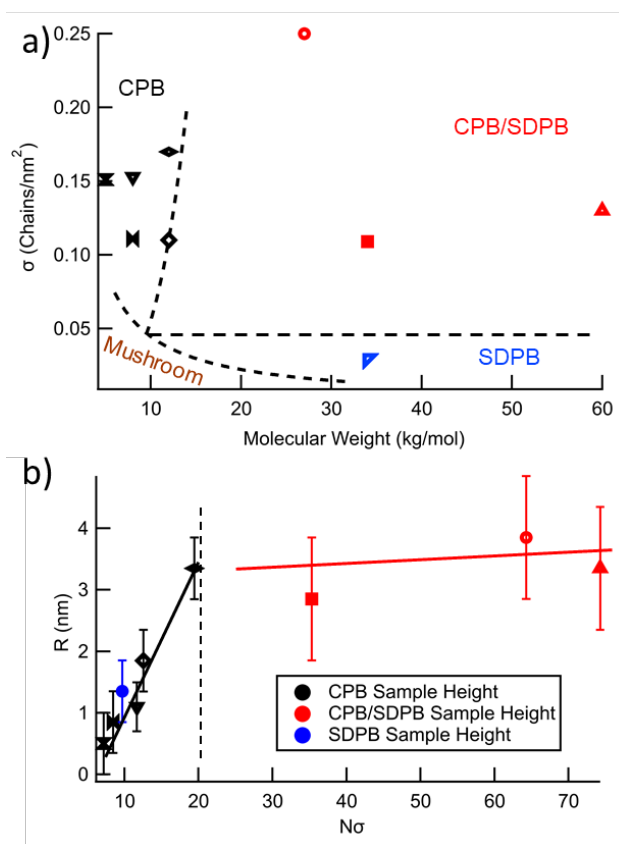 a)
0.25
0.20
0.15
0.10
0.05
σ (Chains/nm²)
CPB
CPB/SDPB
Mushroom
SDPB
10 20 30 40 50 60
Molecular Weight (kg/mol)
b)
4
3
2
1
0
R (nm)
CPB Sample Height
CPB/SDPB Sample Height
SDPB Sample Height
10 20 30 40 50 60 70
Nσ